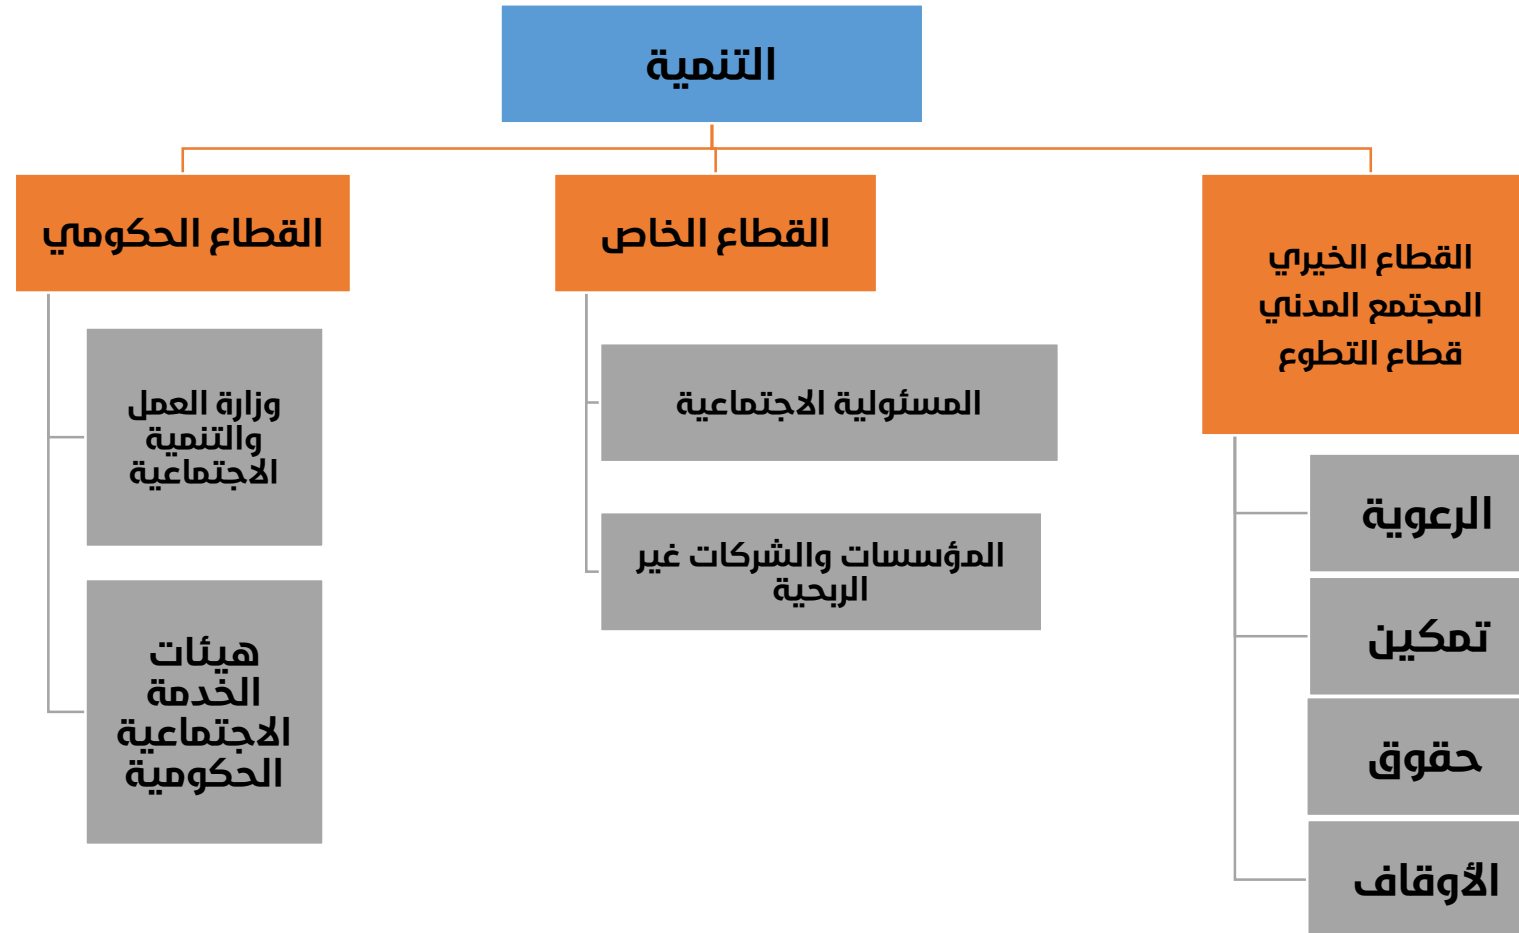 التنمية
القطاع الخيري
المجتمع المدني
قطاع التطوع
الرعوية
تمكين
حقوق
الأوقاف
القطاع الخاص
المسئولية الاجتماعية
المؤسسات والشركات غير
الربحية
القطاع الحكومي
وزارة العمل
والتنمية
الاجتماعية
هيئات
الخدمة
الاجتماعية
الحكومية